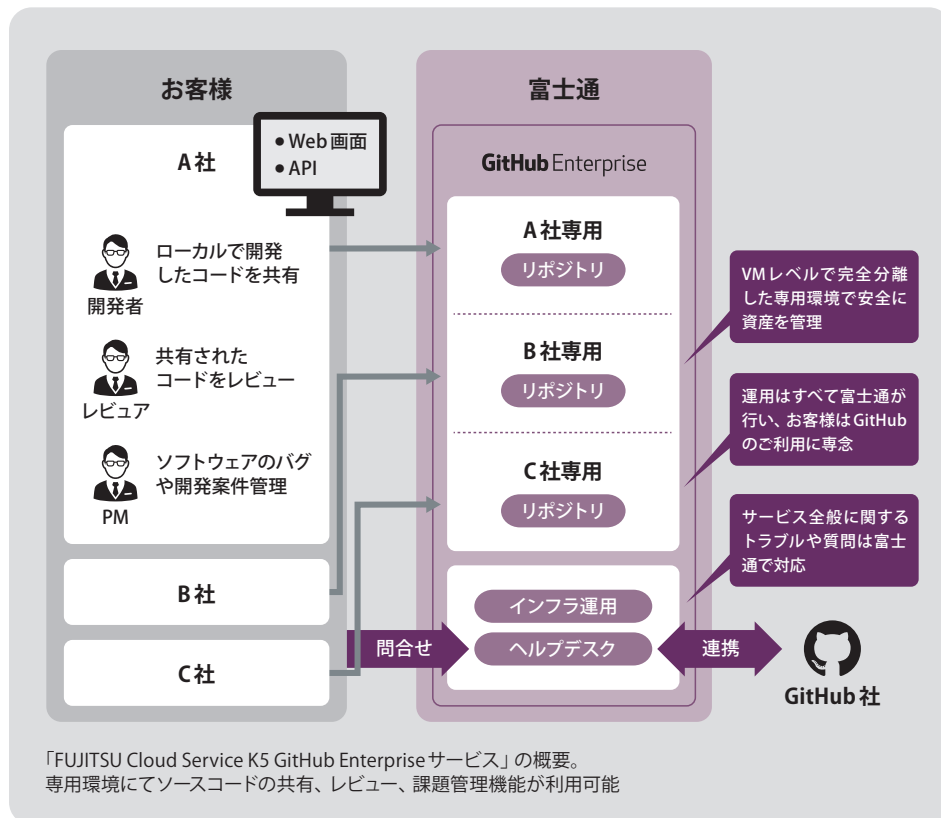 お客様
A社
●Web画面
●API
ローカルで開発
したコードを共有
開発者
共有された
コードをレビュー
レビュア
ソフトウェアのバグ
や開発案件管理
PM
B社
C社
問合せ
富士通
GitHub Enterprise
A社専用
リポジトリ
B社専用
リポジトリ
C社専用
リポジトリ
インフラ運用
ヘルプデスク
VMレベルで完全分離
した専用環境で安全に
資産を管理
運用はすべて富士通が
行い、お客様はGitHub
のご利用に専念
サービス全般に関する
トラブルや質問は富士
通で対応
連携
GitHub社
「FUJITSU Cloud Service K5 GitHub Enterpriseサービス」の概要。
専用環境にてソースコードの共有、レビュー、課題管理機能が利用可能